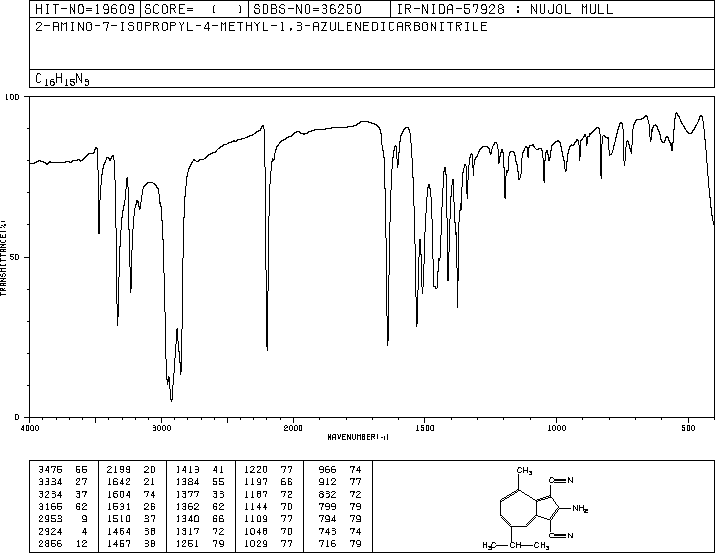 HIT-NO=19609 SCORE= ( ) SDBS-NO=36250 IR-NIDA-57928 : NUJOL MULL
2-AMINO-7-ISOPROPYL-4-METHYL-1,3-AZULENEDICARBONITRILE
C16H15N3
100
50
0
TRANSMITTANCE(%)
4000 3000 2000 1500 1000 500
WAVENUMBER(-1)
3476 66 2199 20 1413 41 1220 77 966 74
3334 27 1642 21 1384 55 1197 66 912 77
3234 37 1604 74 1377 33 1187 72 832 72
3166 62 1531 26 1362 62 1144 70 799 79
2953 9 1510 37 1340 66 1109 77 794 79
2924 4 1464 38 1317 72 1048 70 743 74
2866 12 1457 38 1251 79 1029 77 716 79
CH3
C N
NH2
C N
H3C CH CH3